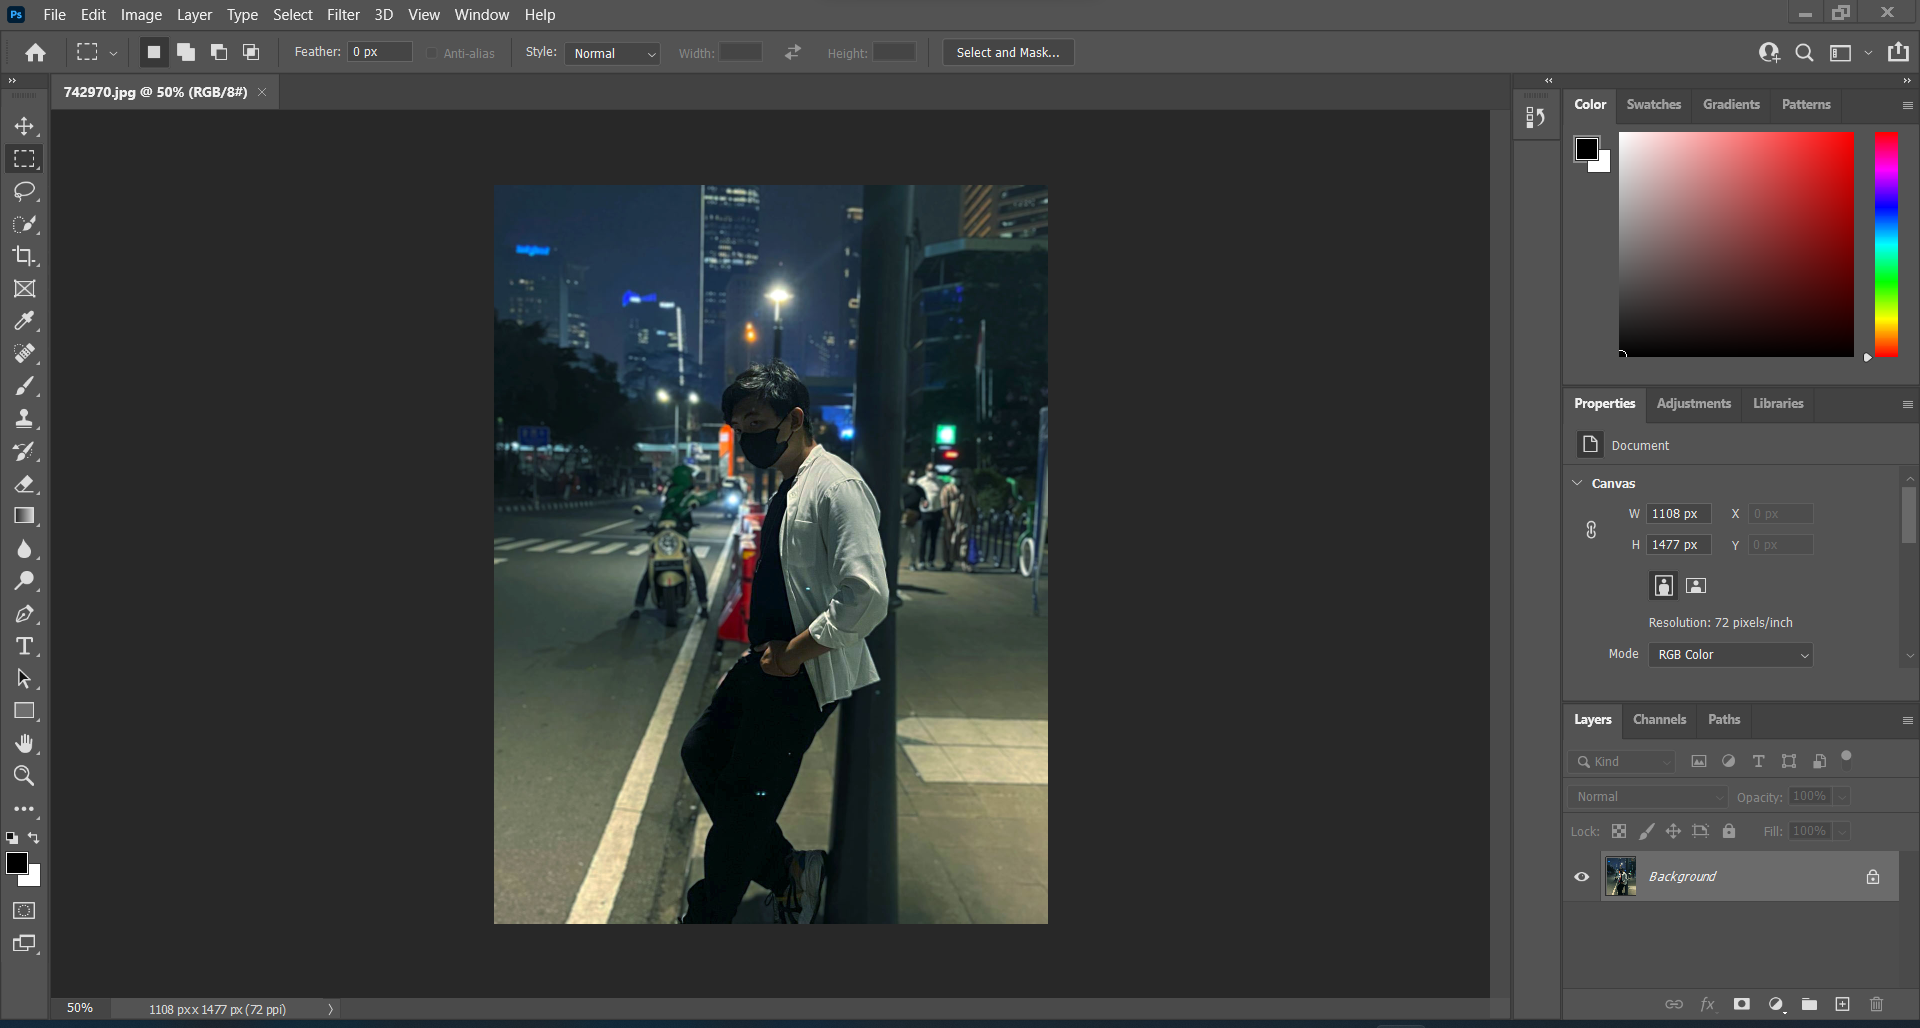 Ps File Edit Image Layer Type Select Filter 3D View Window Help
Feather: 0 px Anti-alias Style: Normal Width: Height: Select and Mask...
742970.jpg @ 50% (RGB/8#)
Color Swatches Gradients Patterns
Properties Adjustments Libraries
Document
Canvas
W 1108 px X 0 px
H 1477 px Y 0 px
Resolution: 72 pixels/inch
Mode RGB Color
Layers Channels Paths
Kind
Normal Opacity: 100%
Lock: Fill: 100%
Background
fx
50% 1108 px x 1477 px (72 ppi)